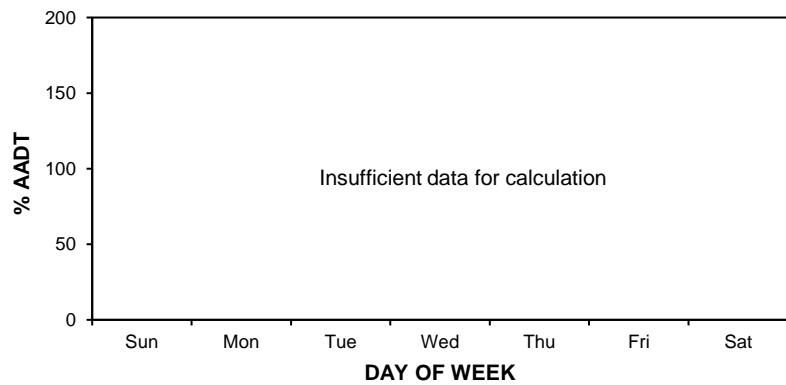 200
150
100
50
0
% AADT
Insufficient data for calculation
Sun Mon Tue Wed Thu Fri Sat
DAY OF WEEK